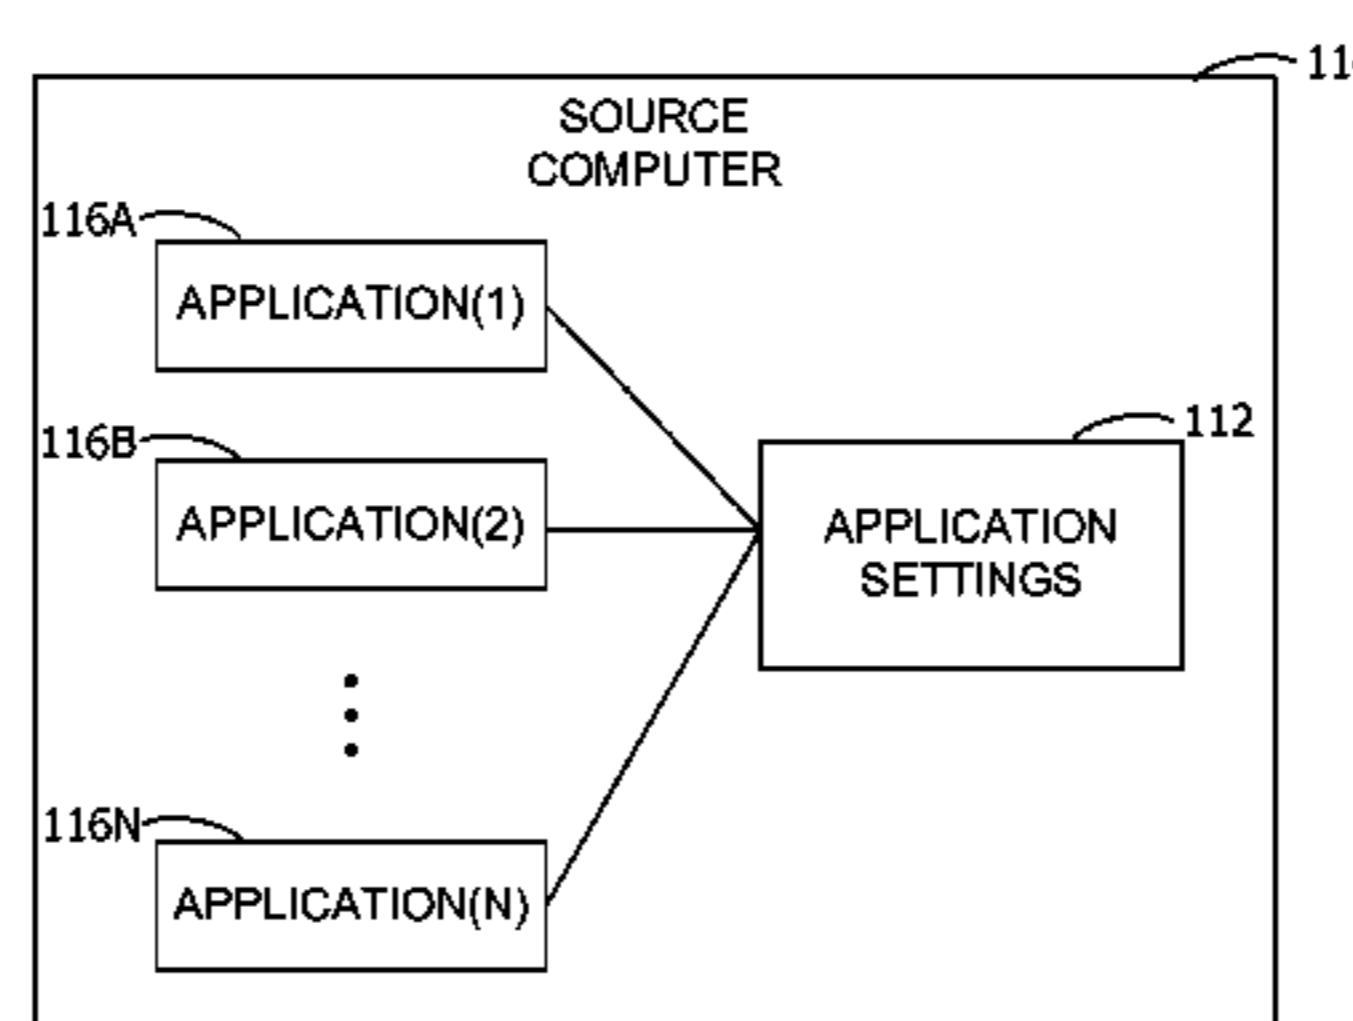 SOURCE
COMPUTER
116A
APPLICATION(1)
116B
APPLICATION(2)
112
APPLICATION
SETTINGS
116N
APPLICATION(N)